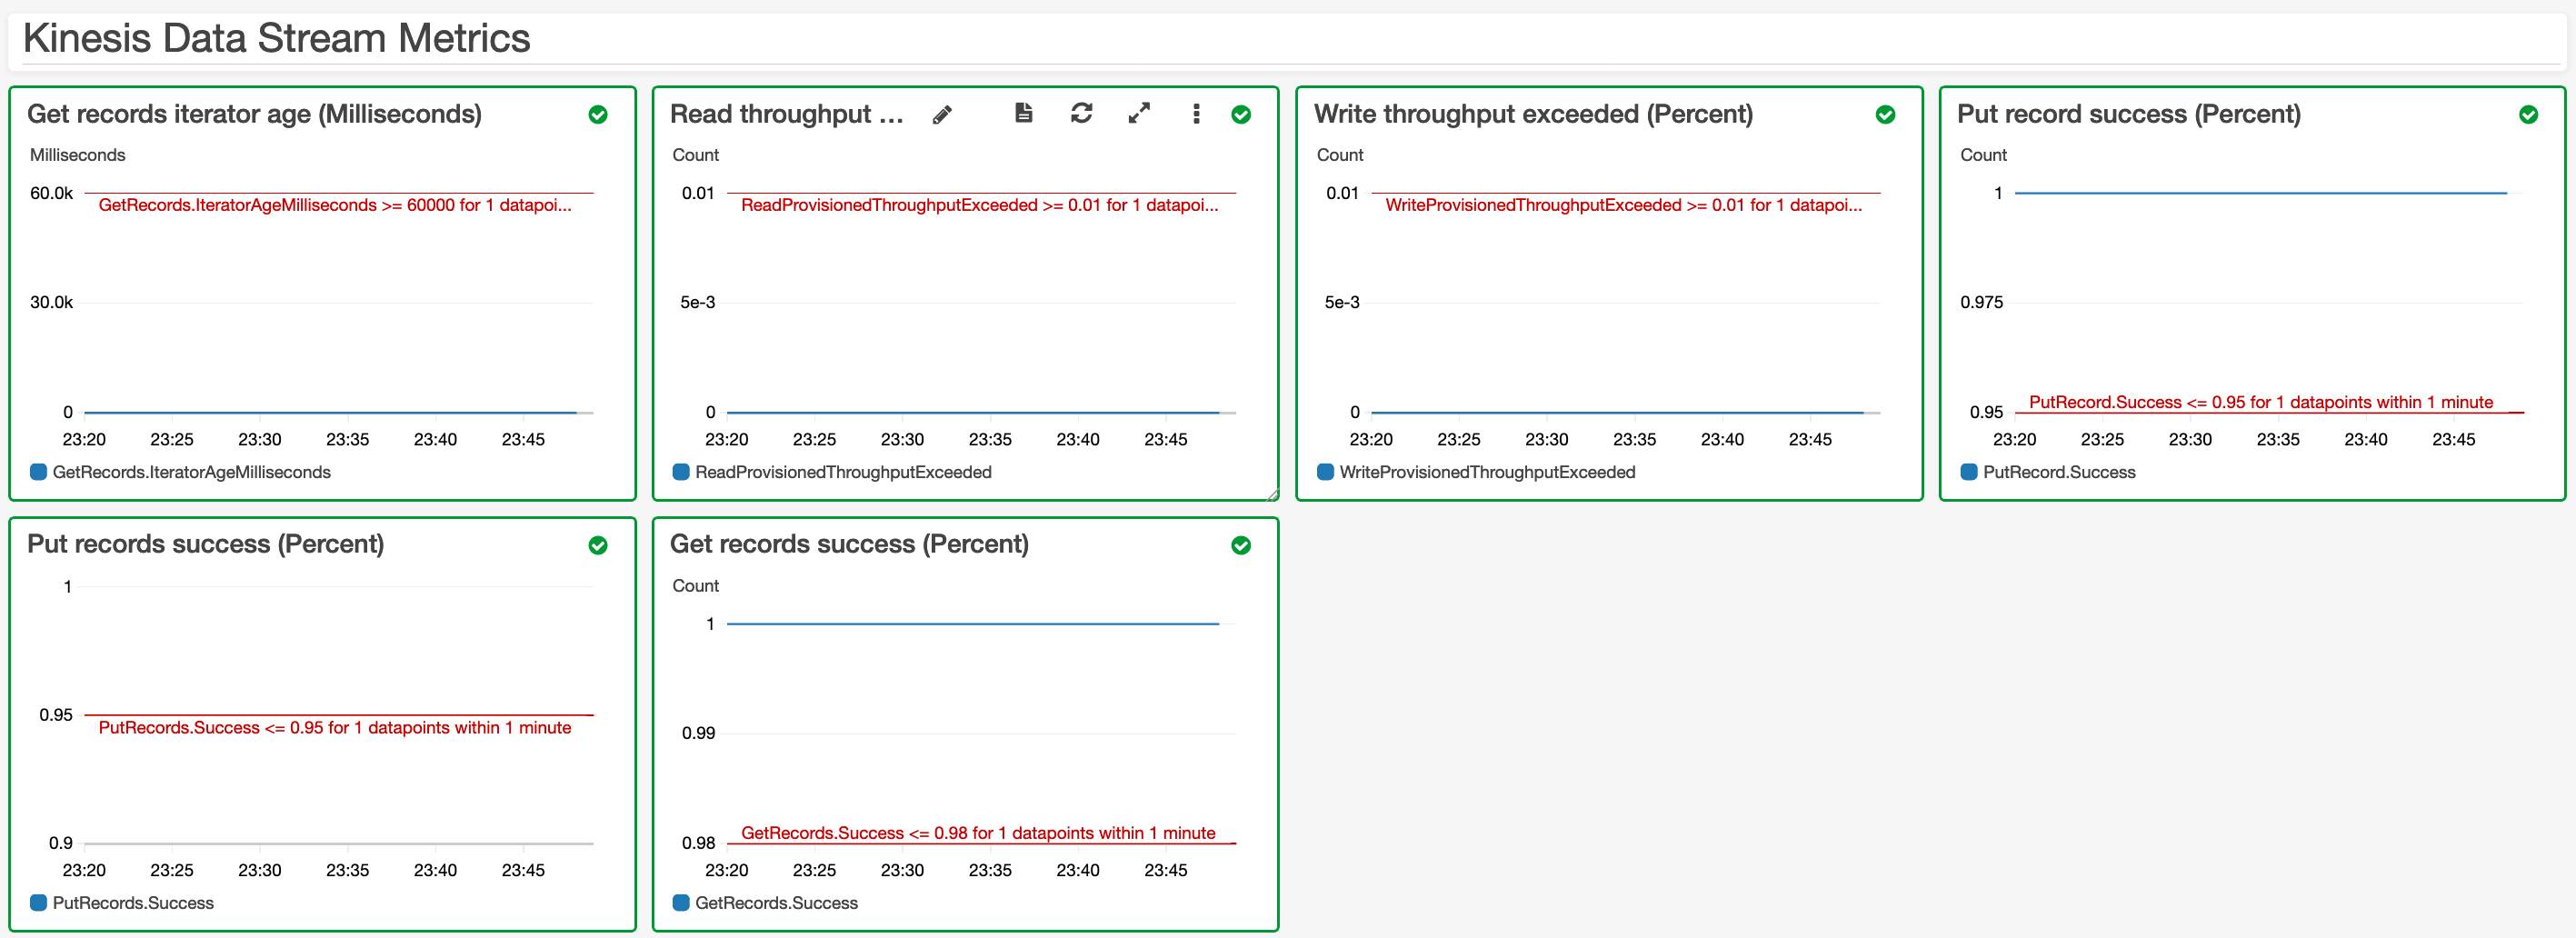 Kinesis Data Stream Metrics
Get records iterator age (Milliseconds)
Milliseconds
60.0k
GetRecords.IteratorAgeMilliseconds >= 60000 for 1 datapoi...
30.0k
0
23:20 23:25 23:30 23:35 23:40 23:45
GetRecords.IteratorAgeMilliseconds
Read throughput ...
Count
0.01
ReadProvisionedThroughputExceeded >= 0.01 for 1 datapoi...
5e-3
0
23:20 23:25 23:30 23:35 23:40 23:45
ReadProvisionedThroughputExceeded
Write throughput exceeded (Percent)
Count
0.01
WriteProvisionedThroughputExceeded >= 0.01 for 1 datapoi...
5e-3
0
23:20 23:25 23:30 23:35 23:40 23:45
WriteProvisionedThroughputExceeded
Put record success (Percent)
Count
1
0.975
PutRecord.Success <= 0.95 for 1 datapoints within 1 minute
0.95
23:20 23:25 23:30 23:35 23:40 23:45
PutRecord.Success
Put records success (Percent)
1
0.95
PutRecords.Success <= 0.95 for 1 datapoints within 1 minute
0.9
23:20 23:25 23:30 23:35 23:40 23:45
PutRecords.Success
Get records success (Percent)
Count
1
0.99
GetRecords.Success <= 0.98 for 1 datapoints within 1 minute
0.98
23:20 23:25 23:30 23:35 23:40 23:45
GetRecords.Success